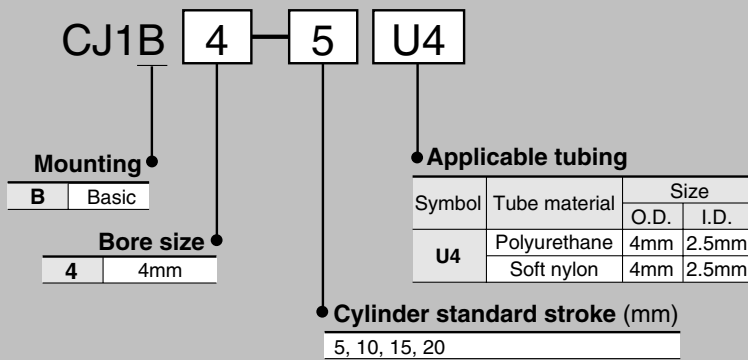 CJ1B 4 - 5 U4
Mounting
B Basic
Bore size
4 4mm
Applicable tubing
Symbol Tube material Size
O.D. I.D.
U4 Polyurethane 4mm 2.5mm
Soft nylon 4mm 2.5mm
Cylinder standard stroke (mm)
5, 10, 15, 20